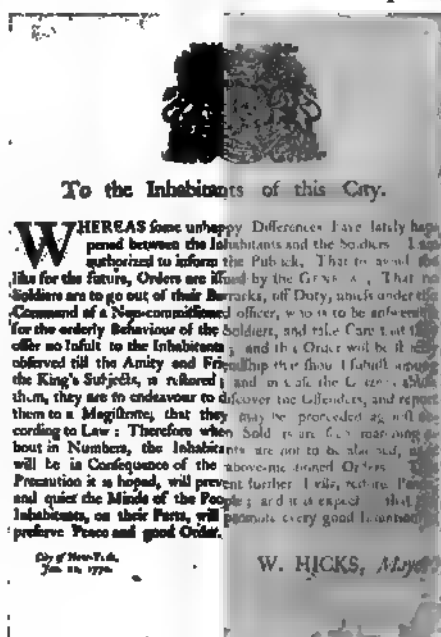 To the Inhabitants of this City.
WHEREAS some unhappy Differences have lately hap-
pened between the Inhabitants and the Soldiers I am
authorized to inform the Publick, That to avoid the
like for the future, Orders are issued by the GENERAL, That no
Soldiers are to go out of their Barracks, off Duty, unless under the
Command of a Non-commissioned officer, who is to be answerable
for the orderly Behaviour of the Soldiers, and take Care that they
offer no Insult to the Inhabitants; and this Order will be
observed till the Amity and Friendship that should subsist among
the King's Subjects, is restored; and in Case the Citizens
them, they are to endeavour to discover the Offenders, and report
them to a Magistrate, that they may be proceeded against ac-
cording to Law: Therefore when Soldiers are seen marching a-
bout in Numbers, the Inhabitants are not to be alarmed,
will be in Consequence of the above-mentioned Orders.
Precaution it is hoped, will prevent further Evils, restore Peace
and quiet the Minds of the People; and it is expected that
Inhabitants, on their Parts, will promote every good Intention
preserve Peace and good Order.
City of New-York,
Jan. 22, 1770.
W. HICKS, Mayor